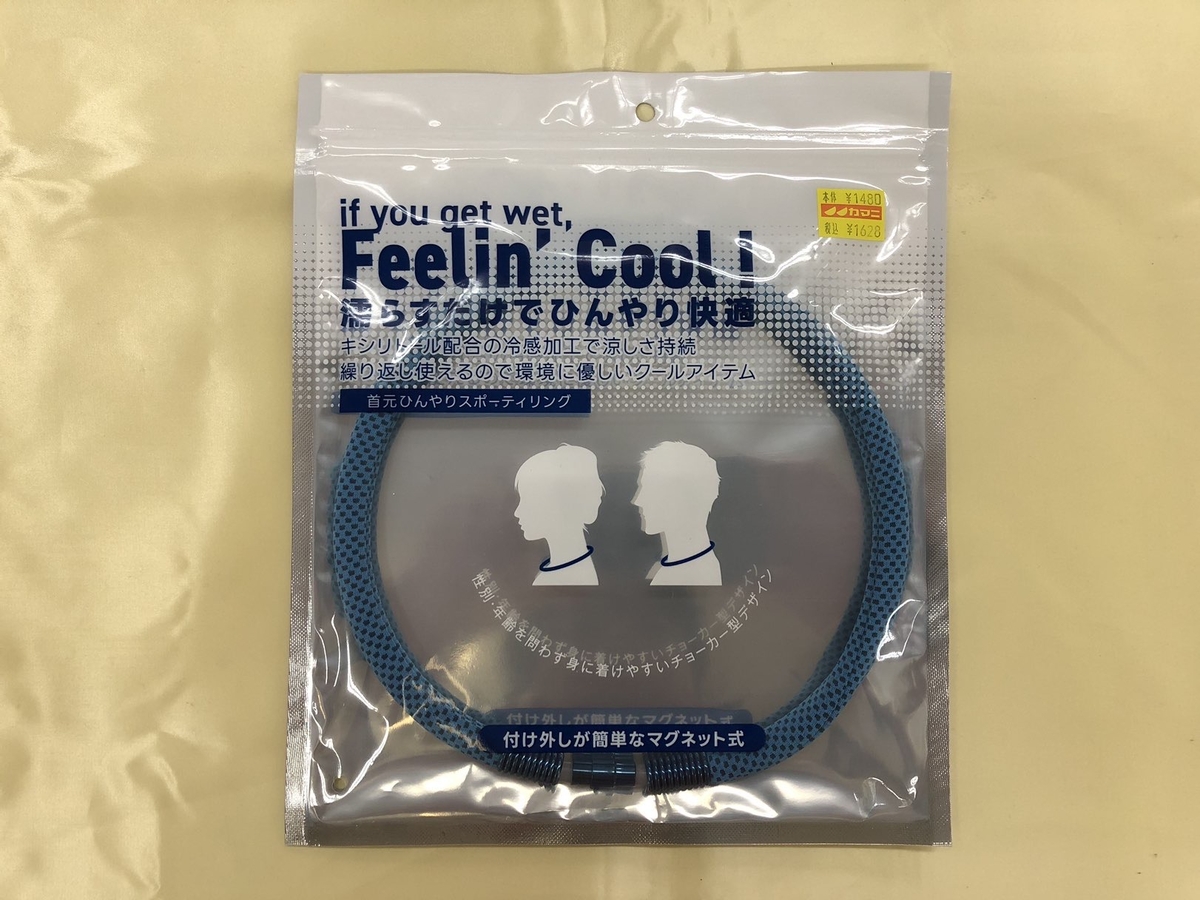 本体 ¥1480
カマニ
税込 ¥1628
if you get wet,
Feelin' Cool !
濡らすだけでひんやり快適
キシリトール配合の冷感加工で涼しさ持続
繰り返し使えるので環境に優しいクールアイテム
首元ひんやりスポーティリング
性別・年齢を問わず身に着けやすいチョーカー型デザイン
付け外しが簡単なマグネット式